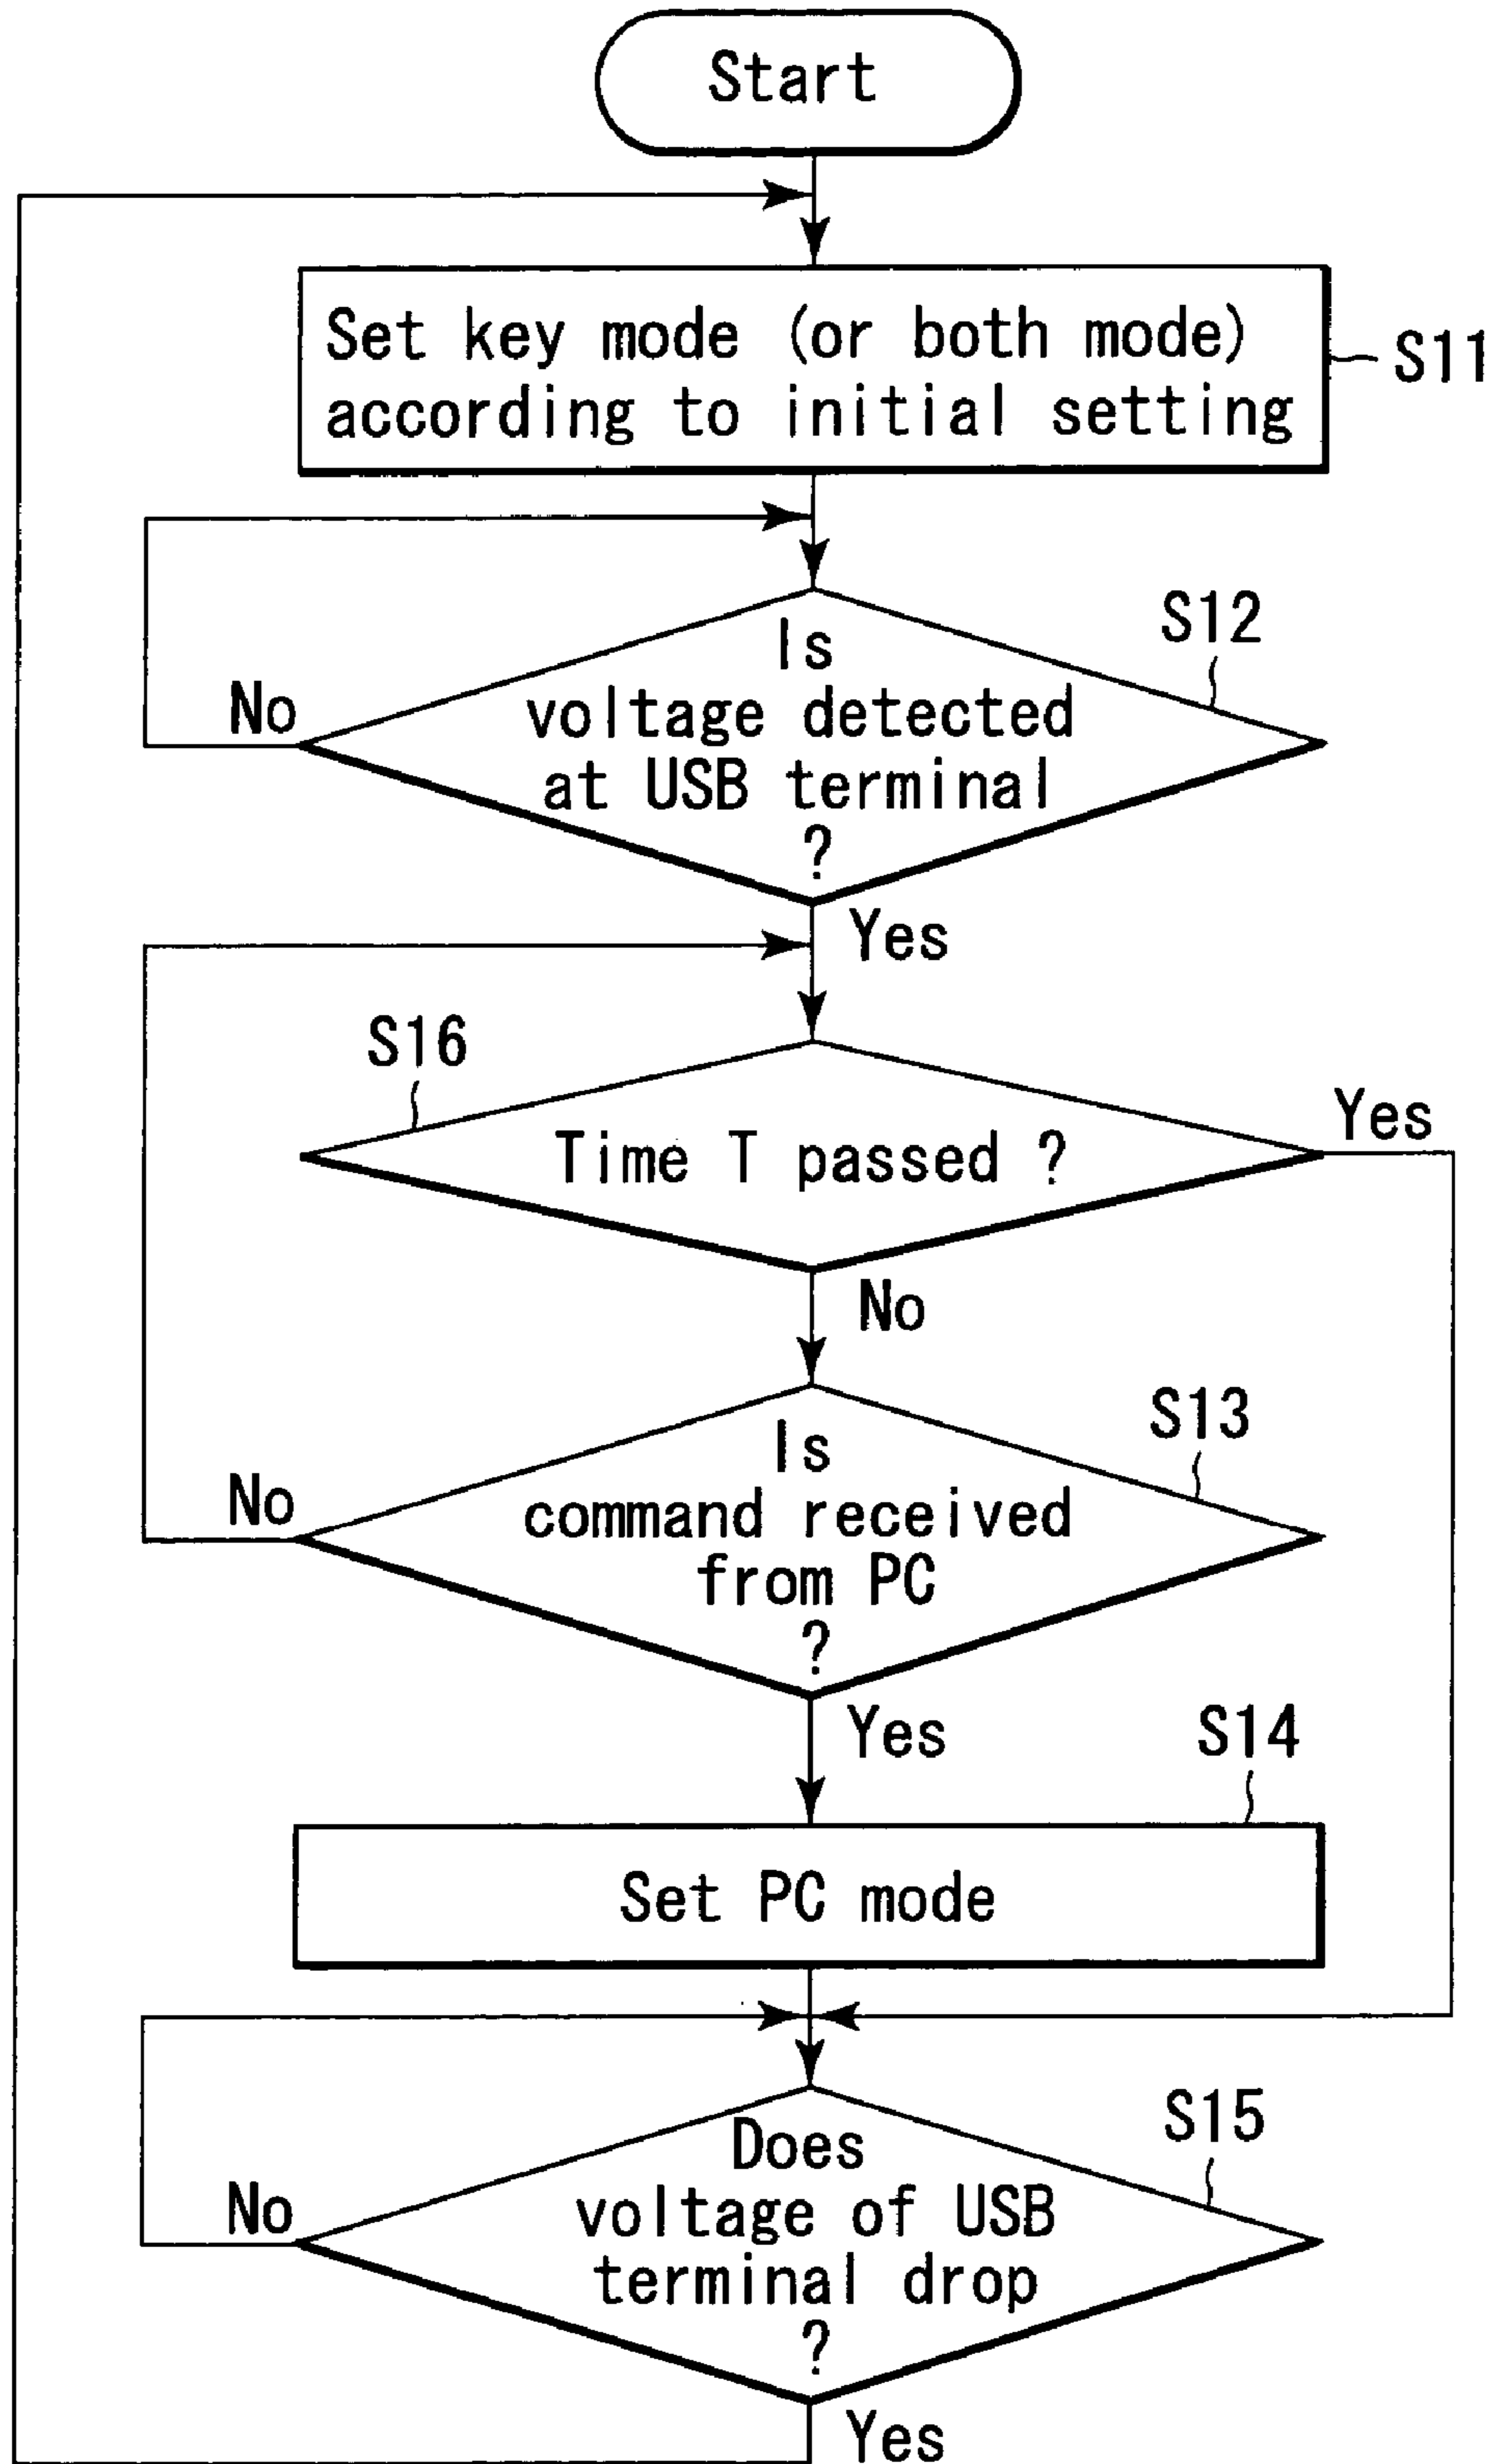 Start
Set key mode (or both mode)
according to initial setting
S11
S12
Is
voltage detected
at USB terminal
?
No
Yes
S16
Time T passed ?
Yes
No
S13
Is
command received
from PC
?
No
Yes
S14
Set PC mode
S15
Does
voltage of USB
terminal drop
?
No
Yes